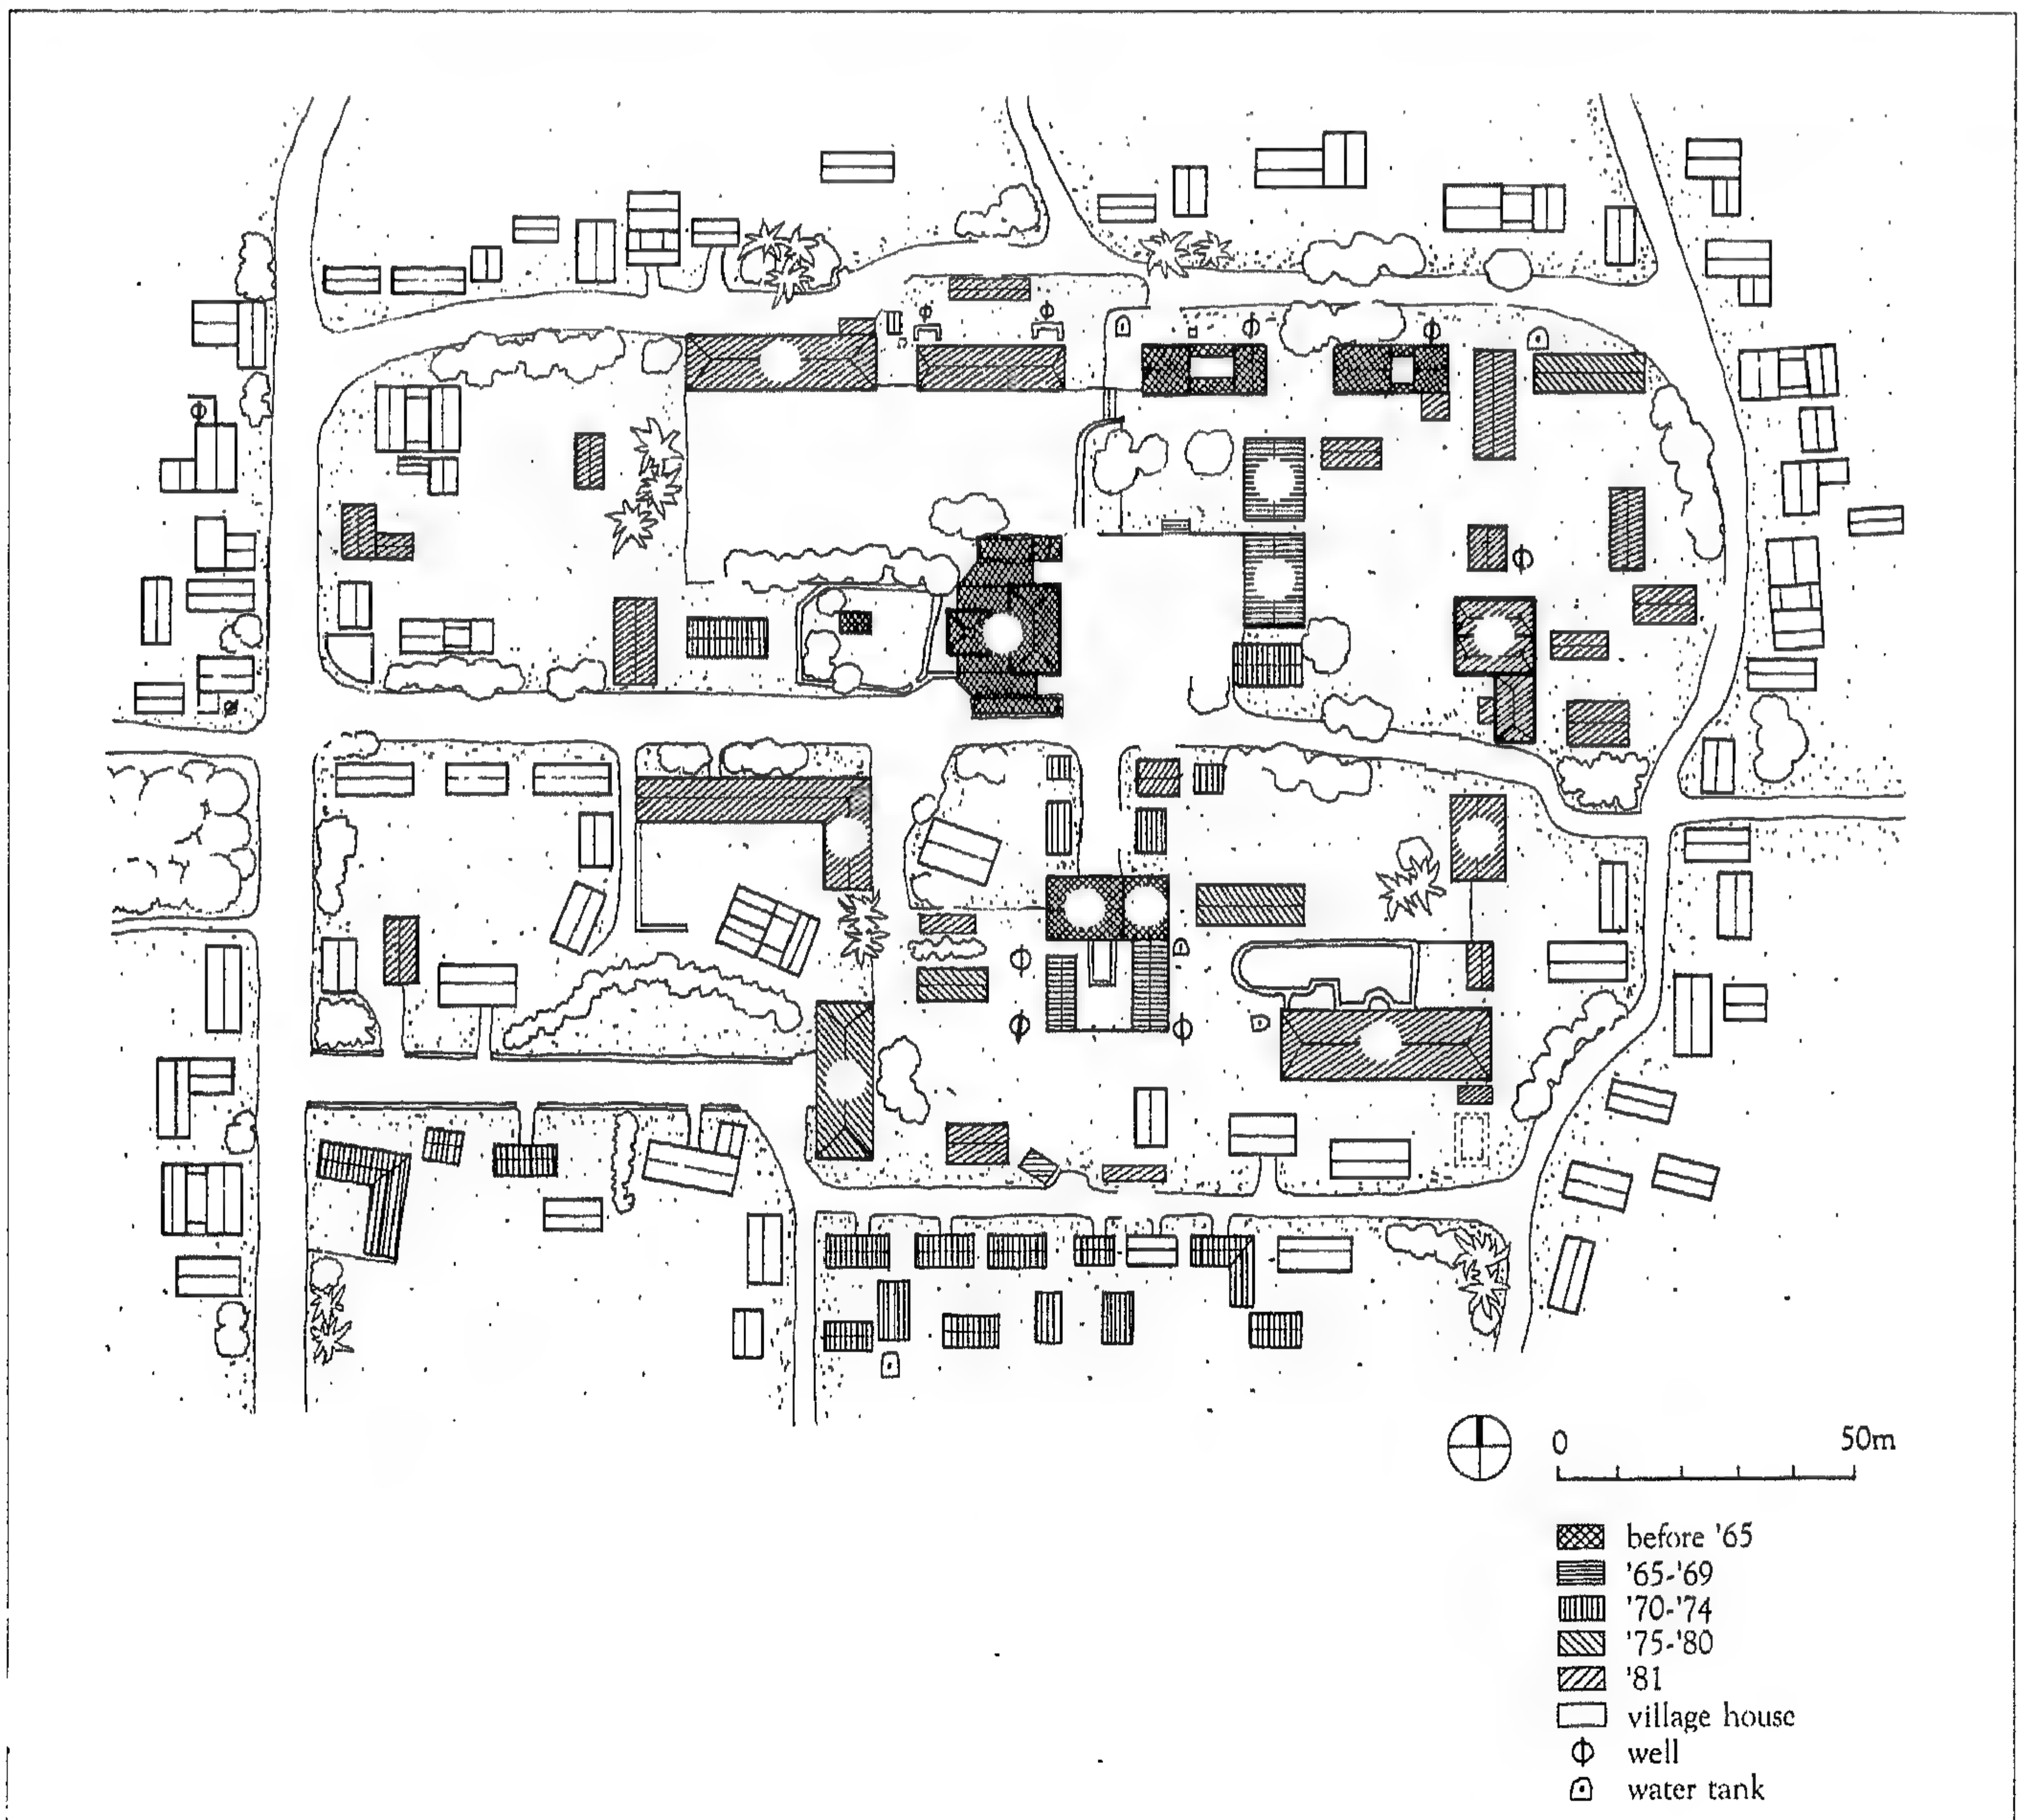 0 50m
before '65
'65-'69
'70-'74
'75-'80
'81
village house
well
water tank